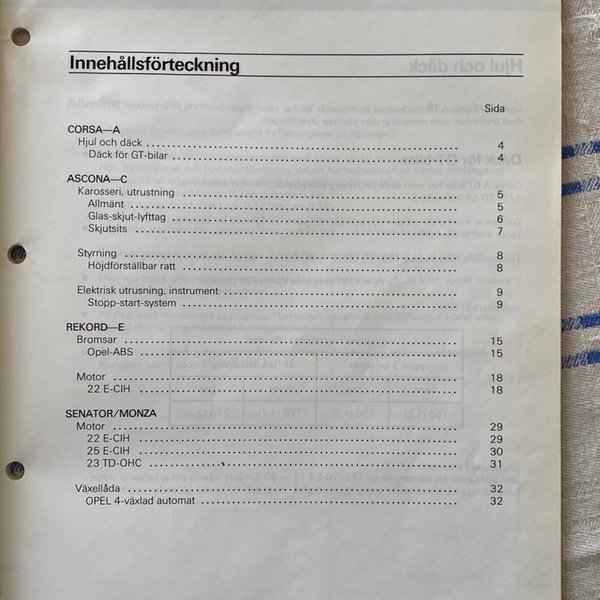 Innehållsförteckning
Sida
CORSA—A
Hjul och däck 4
Däck för GT-bilar 4
ASCONA—C
Karosseri, utrustning 5
Allmänt 5
Glas-skjut-lyfttag 6
Skjutsits 7
Styrning 8
Höjdförställbar ratt 8
Elektrisk utrusning, instrument 9
Stopp-start-system 9
REKORD—E
Bromsar 15
Opel-ABS 15
Motor 18
22 E-CIH 18
SENATOR/MONZA
Motor 29
22 E-CIH 29
25 E-CIH 30
23 TD-OHC 31
Växellåda 32
OPEL 4-växlad automat 32